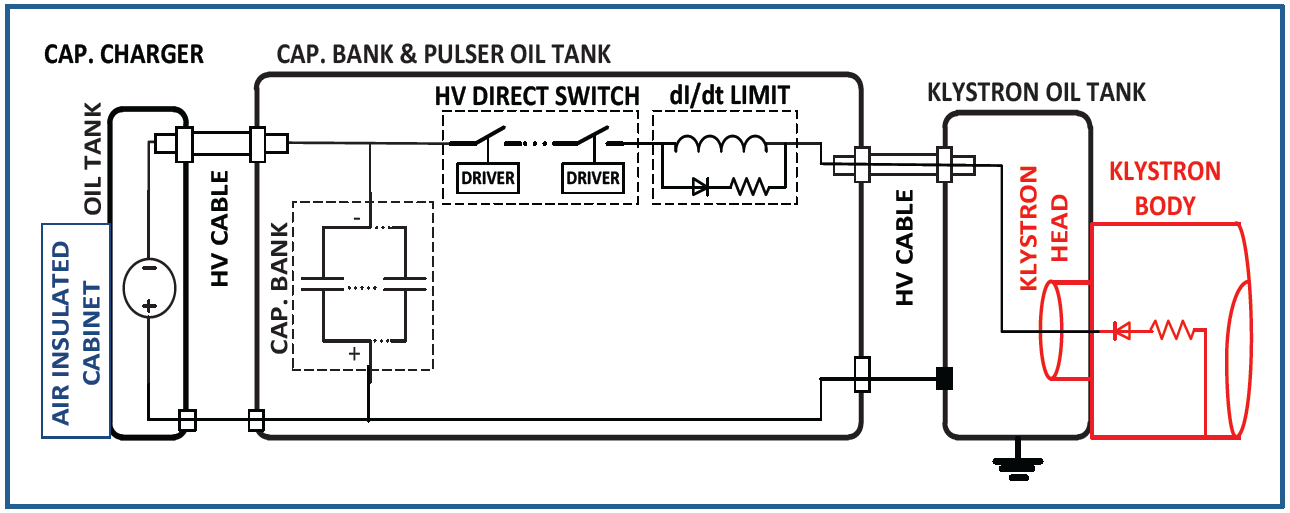 CAP. CHARGER
CAP. BANK & PULSER OIL TANK
HV DIRECT SWITCH
dI/dt LIMIT
KLYSTRON OIL TANK
OIL TANK
DRIVER
DRIVER
KLYSTRON
BODY
KLYSTRON
HEAD
HV CABLE
HV CABLE
-
CAP. BANK
+
AIR INSULATED
CABINET
-
+